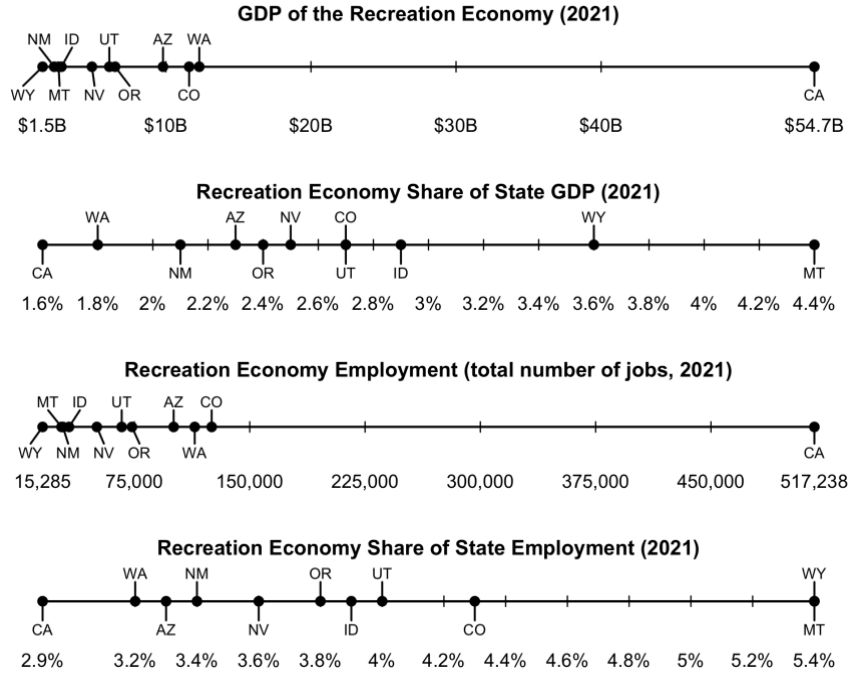 GDP of the Recreation Economy (2021)
NM ID UT AZ WA
WY MT NV OR CO CA
$1.5B $10B $20B $30B $40B $54.7B
Recreation Economy Share of State GDP (2021)
WA AZ NV CO WY
CA NM OR UT ID MT
1.6% 1.8% 2% 2.2% 2.4% 2.6% 2.8% 3% 3.2% 3.4% 3.6% 3.8% 4% 4.2% 4.4%
Recreation Economy Employment (total number of jobs, 2021)
MT ID UT AZ CO
WY NM NV OR WA CA
15,285 75,000 150,000 225,000 300,000 375,000 450,000 517,238
Recreation Economy Share of State Employment (2021)
WA NM OR UT WY
CA AZ NV ID CO MT
2.9% 3.2% 3.4% 3.6% 3.8% 4% 4.2% 4.4% 4.6% 4.8% 5% 5.2% 5.4%